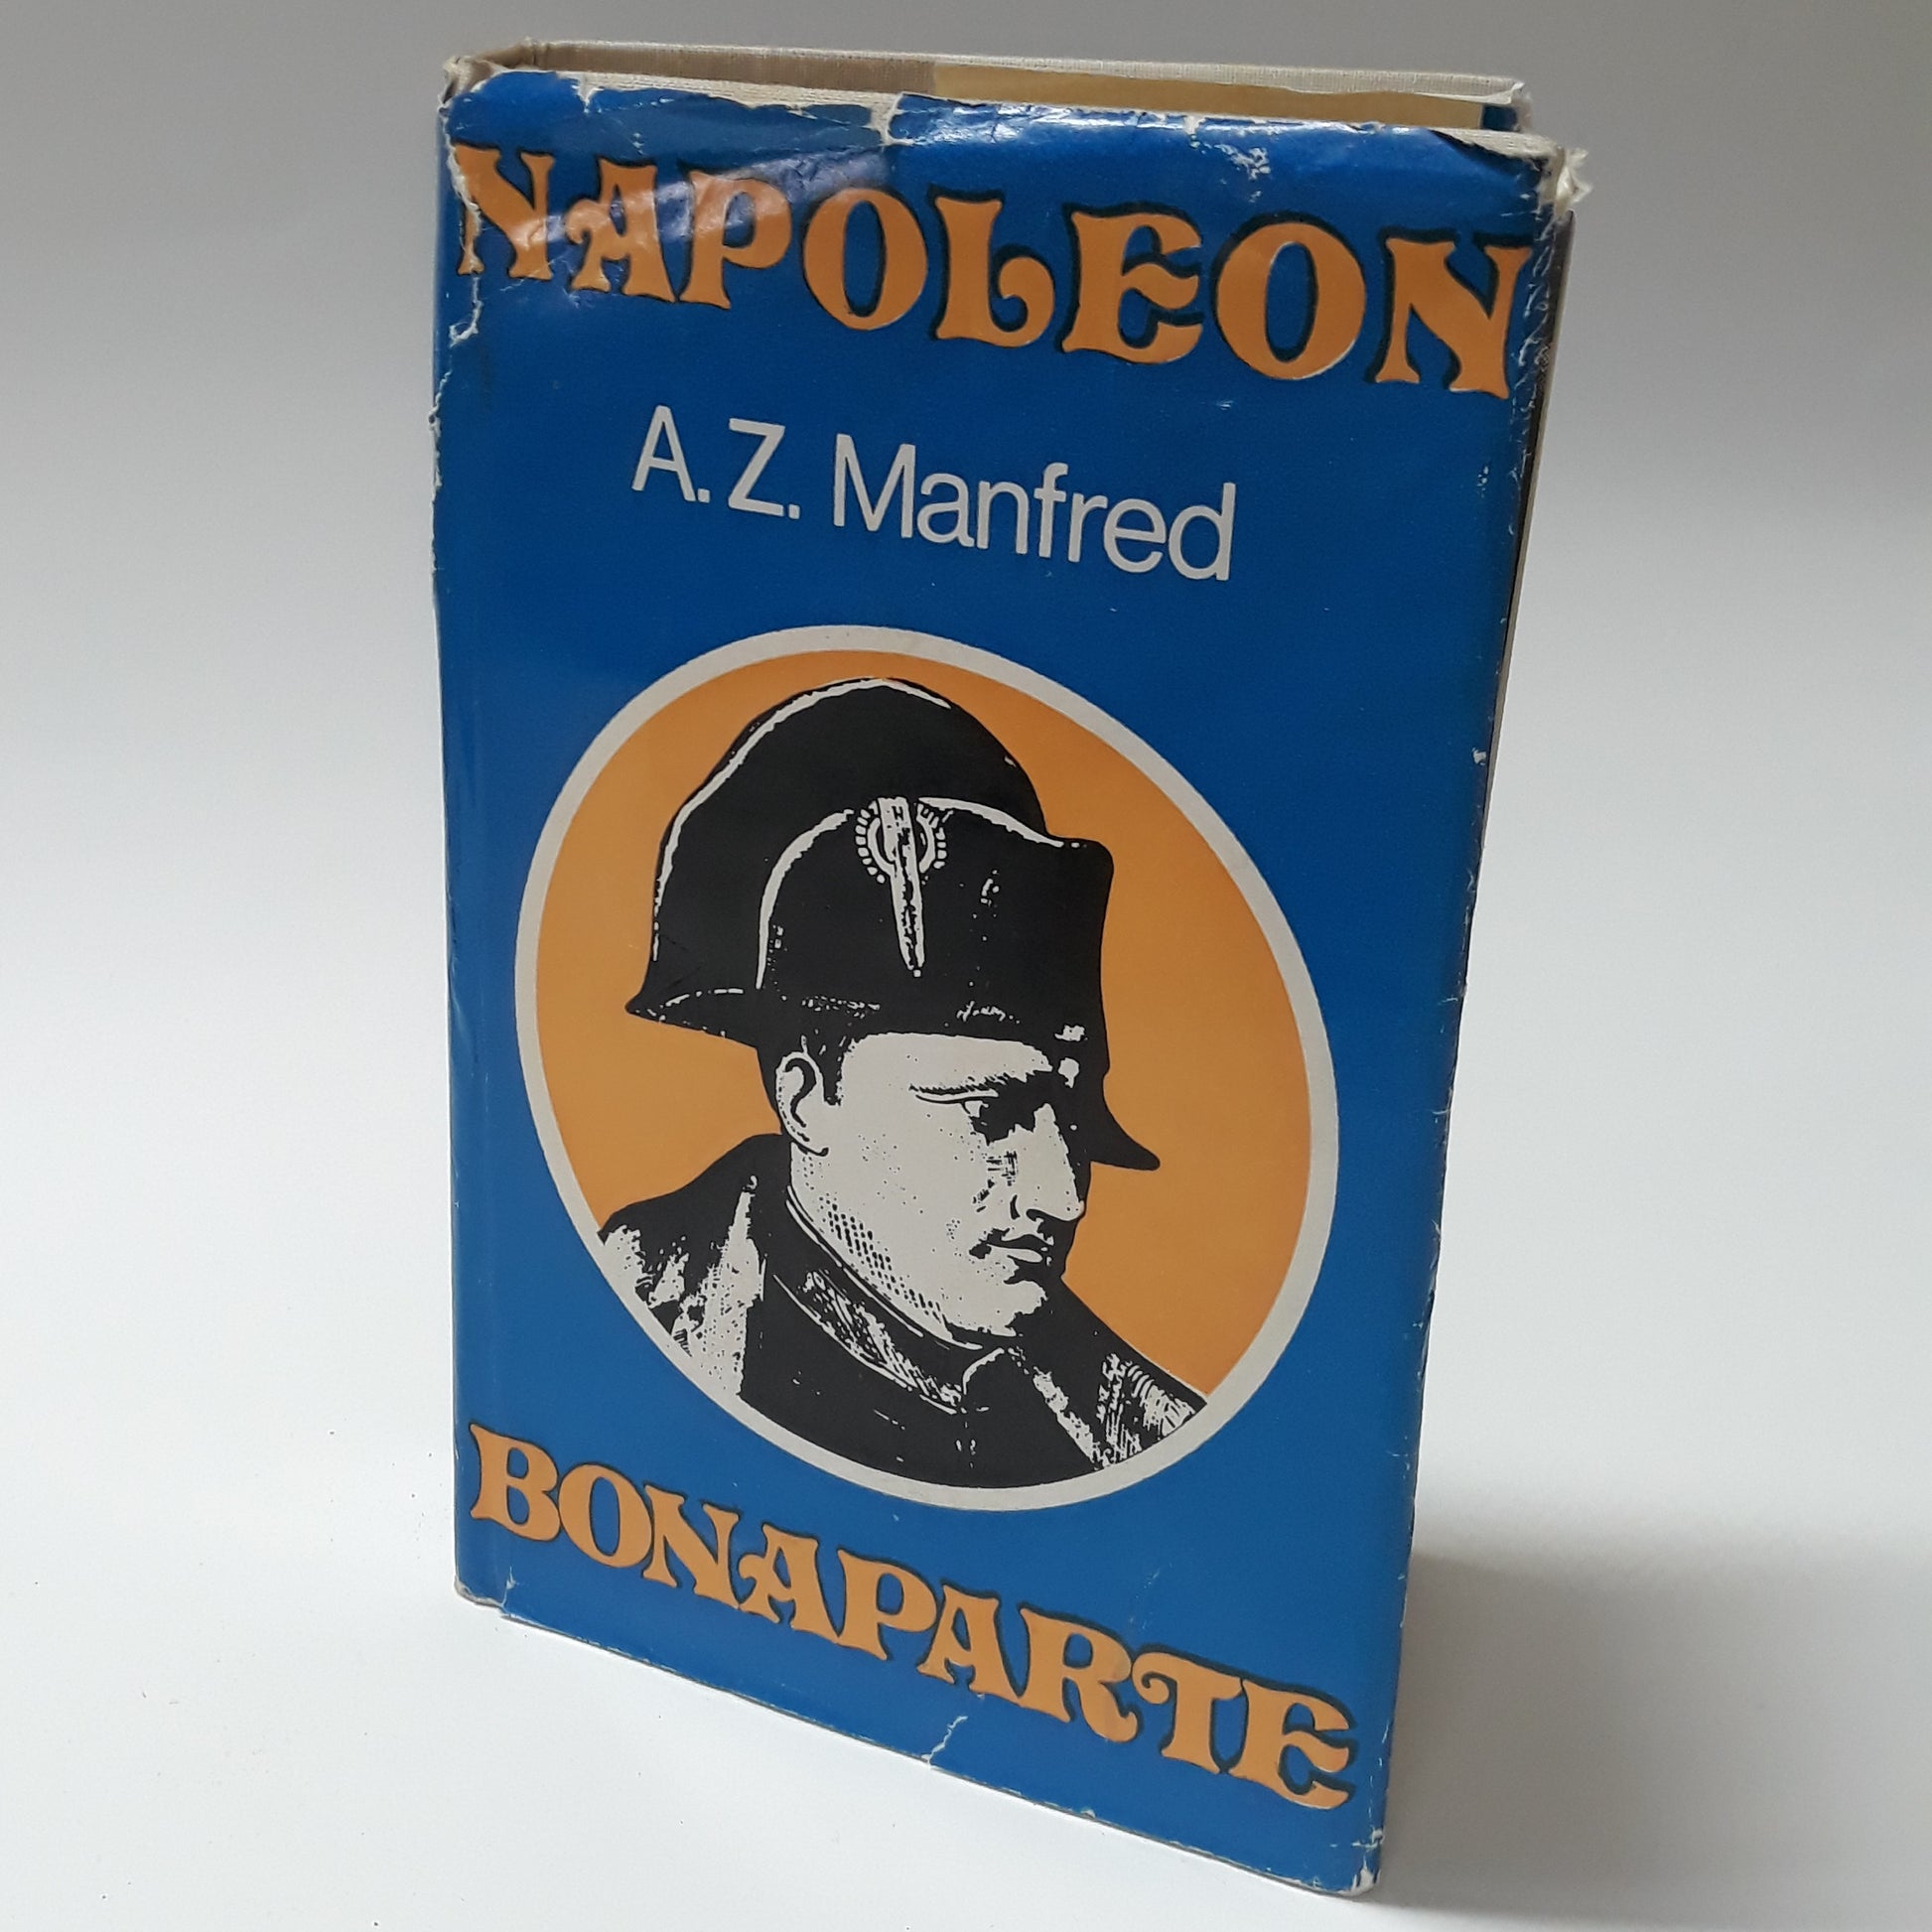 NAPOLEON
A. Z. Manfred
BONAPARTE